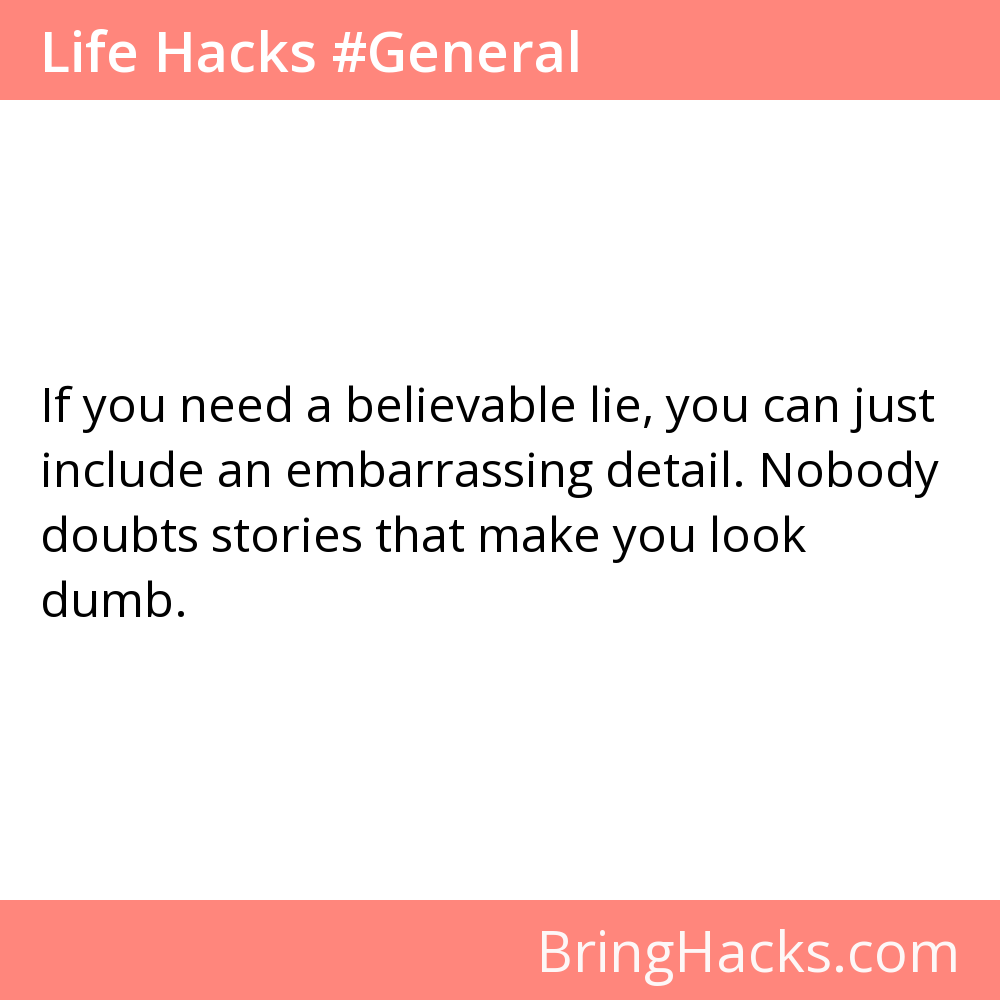 Life Hacks #General
If you need a believable lie, you can just
include an embarrassing detail. Nobody
doubts stories that make you look
dumb.
BringHacks.com